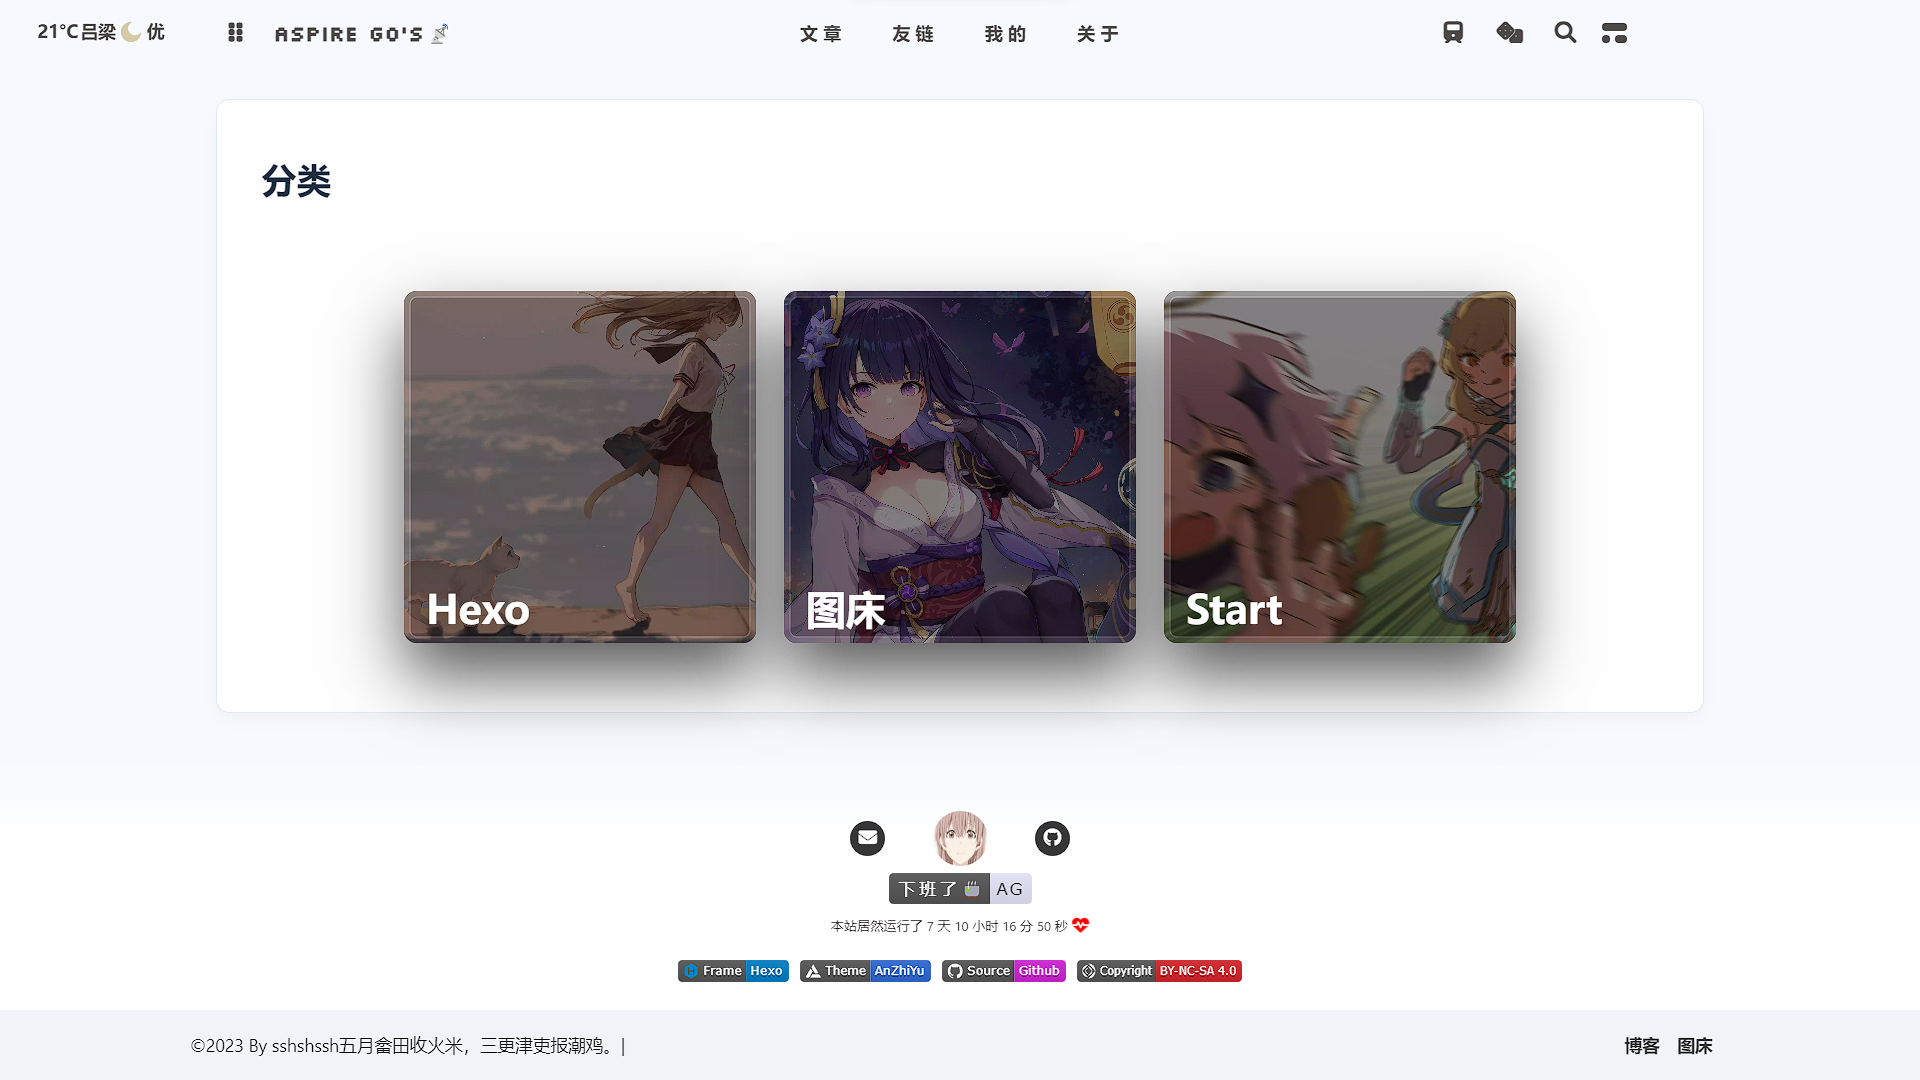 21°C 吕梁 优
ASPIRE GO'S
文章 友链 我的 关于
分类
Hexo
图床
Start
下班了 AG
本站居然运行了 7 天 10 小时 16 分 50 秒
Frame Hexo Theme AnZhiYu Source Github Copyright BY-NC-SA 4.0
©2023 By sshshssh五月畬田收火米，三更津吏报潮鸡。|
博客 图床